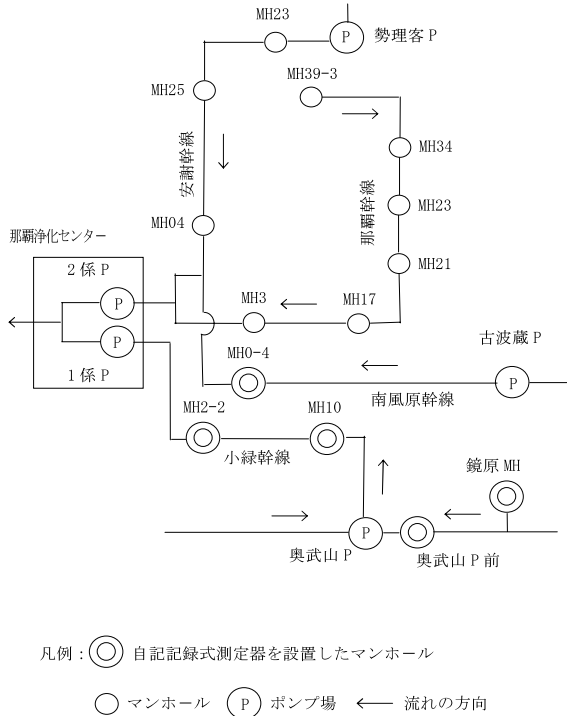 MH23
P
勢理客 P
MH39-3
MH25
MH34
安謝幹線
那覇幹線
MH23
MH04
那覇浄化センター
MH21
2 係 P
P
MH3
MH17
P
古波蔵 P
1 係 P
MH0-4
P
南風原幹線
MH2-2
MH10
小緑幹線
鏡原 MH
P
奥武山 P
奥武山 P 前
凡例：自記記録式測定器を設置したマンホール
マンホール P ポンプ場 流れの方向